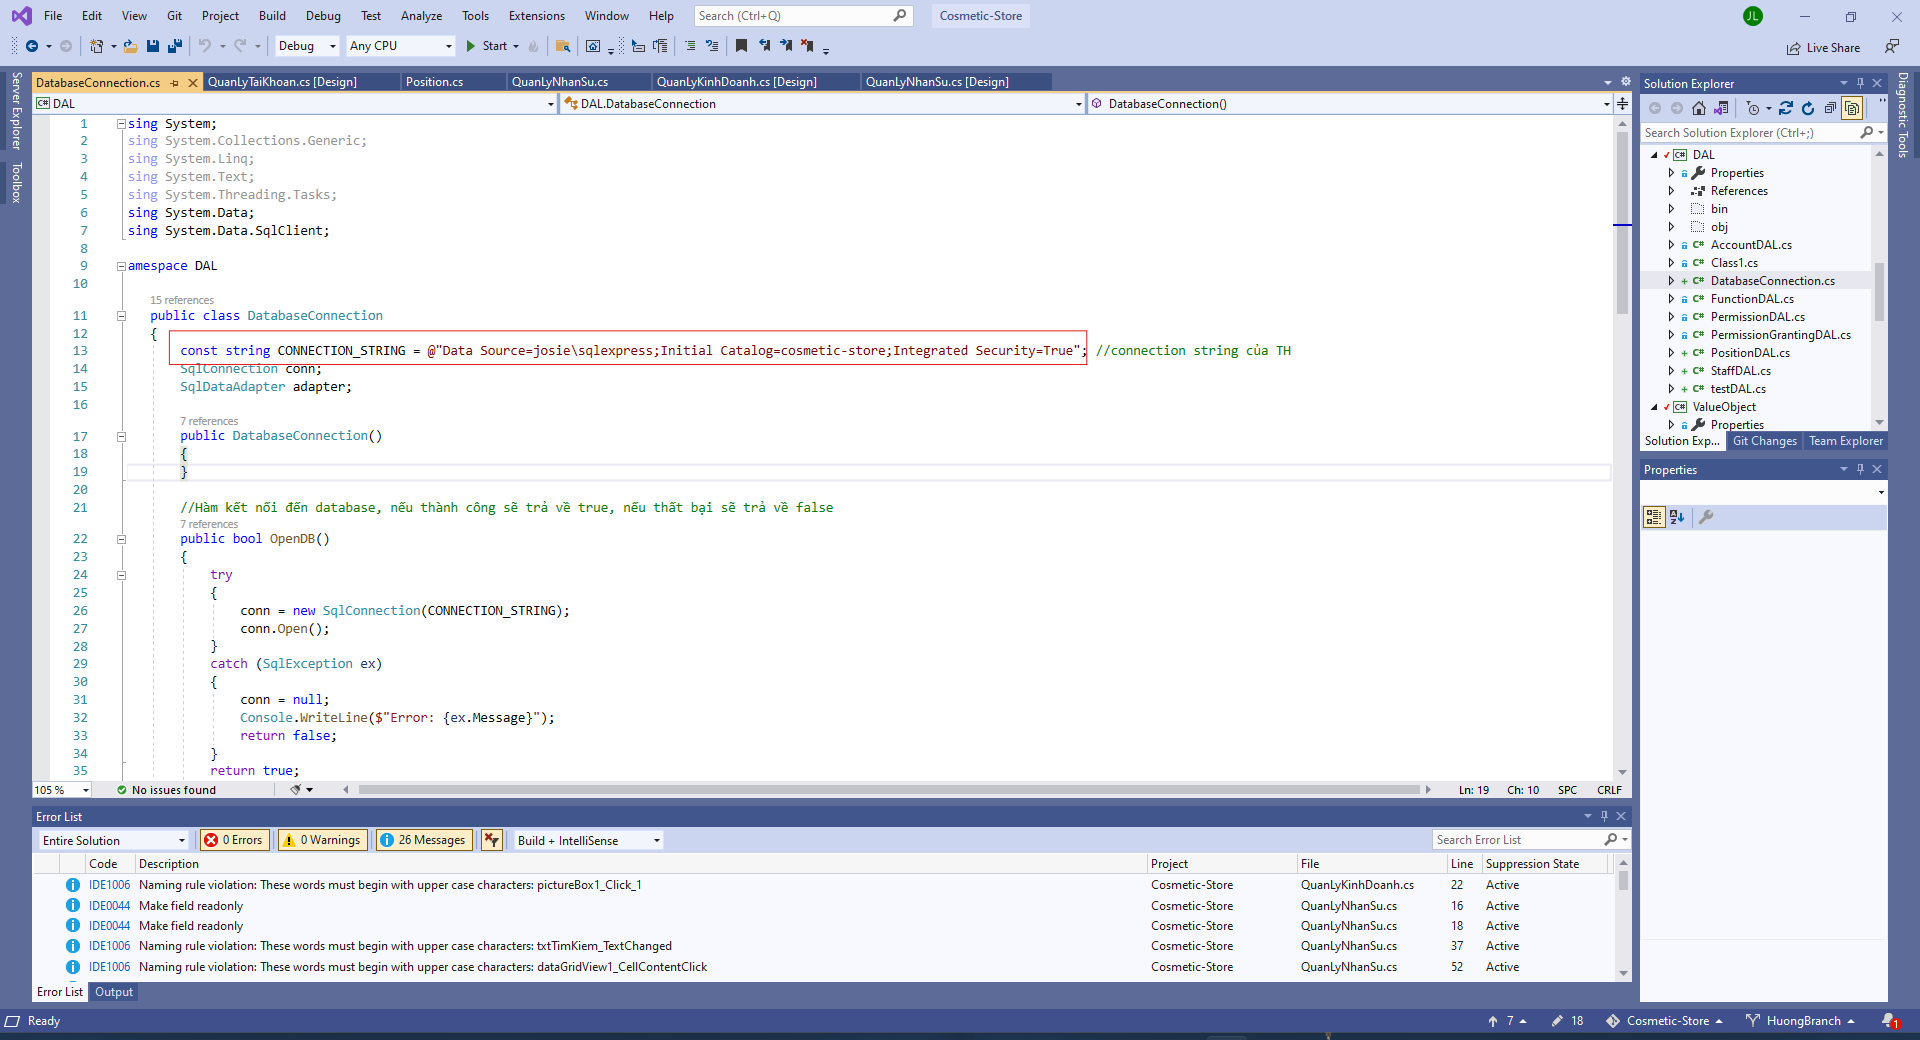 File Edit View Git Project Build Debug Test Analyze Tools Extensions Window Help Search (Ctrl+Q) Cosmetic-Store JL
Debug Any CPU Start Live Share
Server Explorer
Toolbox
DatabaseConnection.cs QuanLyTaiKhoan.cs [Design] Position.cs QuanLyNhanSu.cs QuanLyKinhDoanh.cs [Design] QuanLyNhanSu.cs [Design]
C# DAL DAL.DatabaseConnection DatabaseConnection()
1 sing System;
2 sing System.Collections.Generic;
3 sing System.Linq;
4 sing System.Text;
5 sing System.Threading.Tasks;
6 sing System.Data;
7 sing System.Data.SqlClient;
8
9 amespace DAL
10
15 references
11 public class DatabaseConnection
12 {
13 const string CONNECTION_STRING = @"Data Source=josie\sqlexpress;Initial Catalog=cosmetic-store;Integrated Security=True"; //connection string của TH
14 SqlConnection conn;
15 SqlDataAdapter adapter;
16
7 references
17 public DatabaseConnection()
18 {
19 }
20
21 //Hàm kết nối đến database, nếu thành công sẽ trả về true, nếu thất bại sẽ trả về false
7 references
22 public bool OpenDB()
23 {
24 try
25 {
26 conn = new SqlConnection(CONNECTION_STRING);
27 conn.Open();
28 }
29 catch (SqlException ex)
30 {
31 conn = null;
32 Console.WriteLine($"Error: {ex.Message}");
33 return false;
34 }
35 return true;
105 % No issues found Ln: 19 Ch: 10 SPC CRLF
Error List
Entire Solution 0 Errors 0 Warnings 26 Messages Build + IntelliSense Search Error List
Code Description Project File Line Suppression State
IDE1006 Naming rule violation: These words must begin with upper case characters: pictureBox1_Click_1 Cosmetic-Store QuanLyKinhDoanh.cs 22 Active
IDE0044 Make field readonly Cosmetic-Store QuanLyNhanSu.cs 16 Active
IDE0044 Make field readonly Cosmetic-Store QuanLyNhanSu.cs 18 Active
IDE1006 Naming rule violation: These words must begin with upper case characters: txtTimKiem_TextChanged Cosmetic-Store QuanLyNhanSu.cs 37 Active
IDE1006 Naming rule violation: These words must begin with upper case characters: dataGridView1_CellContentClick Cosmetic-Store QuanLyNhanSu.cs 52 Active
Error List Output
Solution Explorer
Search Solution Explorer (Ctrl+;)
C# DAL
Properties
References
bin
obj
C# AccountDAL.cs
C# Class1.cs
C# DatabaseConnection.cs
C# FunctionDAL.cs
C# PermissionDAL.cs
C# PermissionGrantingDAL.cs
C# PositionDAL.cs
C# StaffDAL.cs
C# testDAL.cs
C# ValueObject
Properties
Solution Exp... Git Changes Team Explorer
Properties
Diagnostic Tools
Ready 7 18 Cosmetic-Store HuongBranch 1